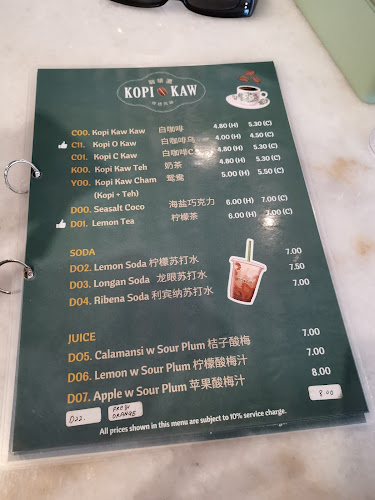 KOPI KAW
C00. Kopi Kaw Kaw 白咖啡 4.80 (H) 5.30 (C)
C11. Kopi O Kaw 白咖啡乌 4.00 (H) 4.50 (C)
C01. Kopi C Kaw 白咖啡C 4.80 (H) 5.30 (C)
K00. Kopi Kaw Teh 奶茶 4.80 (H) 5.30 (C)
Y00. Kopi Kaw Cham 鸳鸯 5.00 (H) 5.50 (C)
(Kopi + Teh)
D00. Seasalt Coco 海盐巧克力 6.00 (H) 7.00 (C)
D01. Lemon Tea 柠檬茶 6.00 (H) 7.00 (C)
SODA
D02. Lemon Soda 柠檬苏打水 7.00
D03. Longan Soda 龙眼苏打水 7.50
D04. Ribena Soda 利宾纳苏打水 7.00
JUICE
D05. Calamansi w Sour Plum 桔子酸梅 7.00
D06. Lemon w Sour Plum 柠檬酸梅汁 7.00
D07. Apple w Sour Plum 苹果酸梅汁 8.00
D22. FRESH ORANGE 8.00
All prices shown in this menu are subject to 10% service charge.